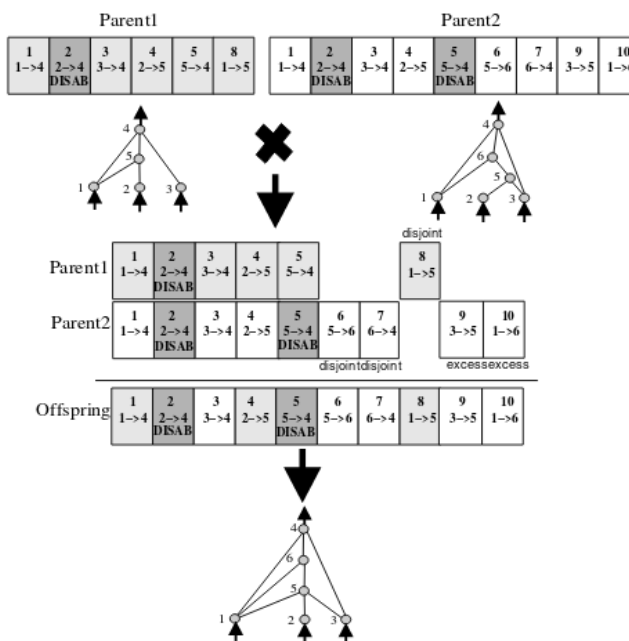 Parent1 Parent2
1 2 3 4 5 8 1 2 3 4 5 6 7 9 10
1->4 2->4 3->4 2->5 5->4 1->5 1->4 2->4 3->4 2->5 5->4 5->6 6->4 3->5 1->6
DISAB DISAB DISAB
4 4
5 6
5
1 2 3 1 2 3
disjoint
1 2 3 4 5 8
Parent1 1->4 2->4 3->4 2->5 5->4 1->5
DISAB
1 2 3 4 5 6 7 9 10
Parent2 1->4 2->4 3->4 2->5 5->4 5->6 6->4 3->5 1->6
DISAB DISAB
disjoint disjoint excess excess
1 2 3 4 5 6 7 8 9 10
Offspring 1->4 2->4 3->4 2->5 5->4 5->6 6->4 1->5 3->5 1->6
DISAB DISAB
4
6
5
1 2 3